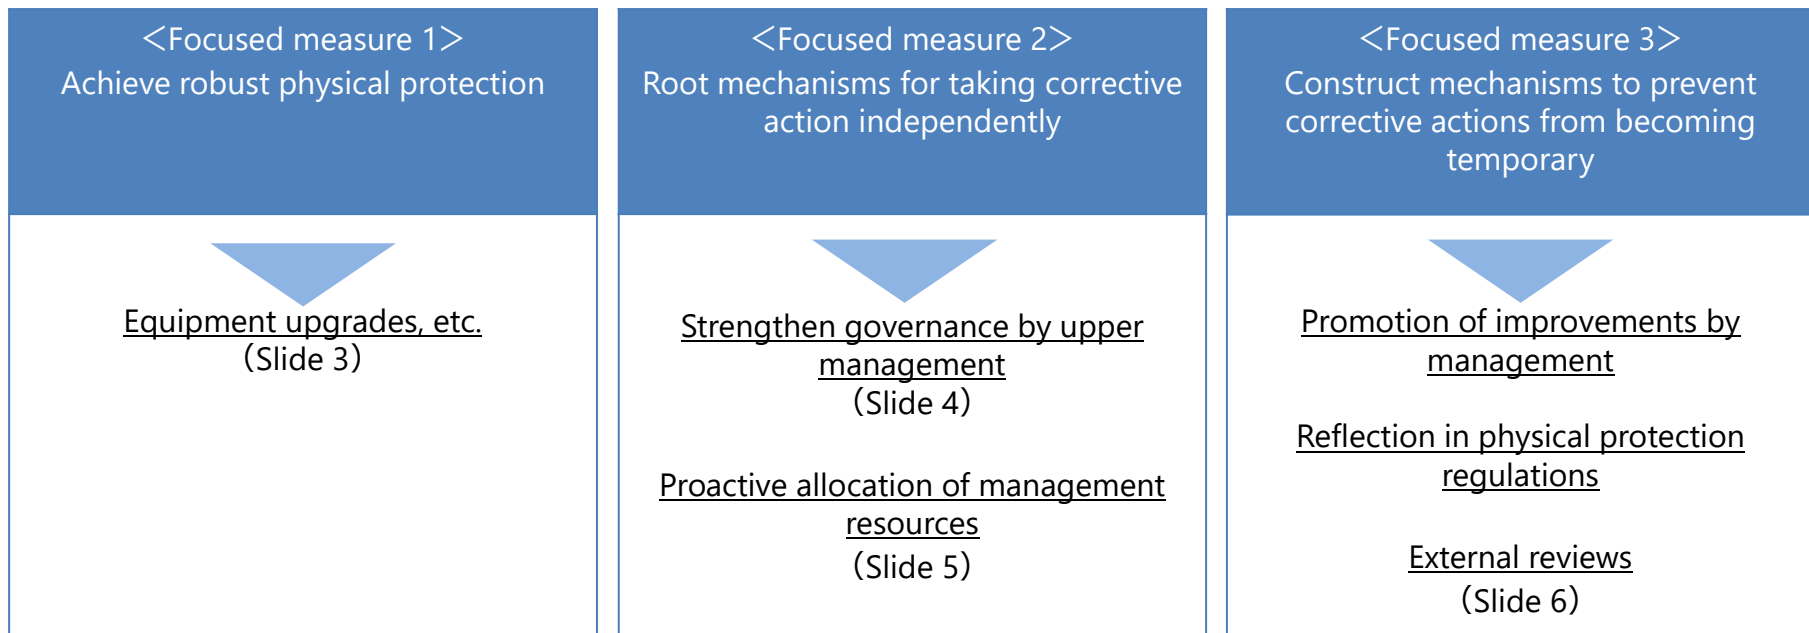 ＜Focused measure 1＞
Achieve robust physical protection
Equipment upgrades, etc.
（Slide 3）
＜Focused measure 2＞
Root mechanisms for taking corrective
action independently
Strengthen governance by upper
management
（Slide 4）
Proactive allocation of management
resources
（Slide 5）
＜Focused measure 3＞
Construct mechanisms to prevent
corrective actions from becoming
temporary
Promotion of improvements by
management
Reflection in physical protection
regulations
External reviews
（Slide 6）